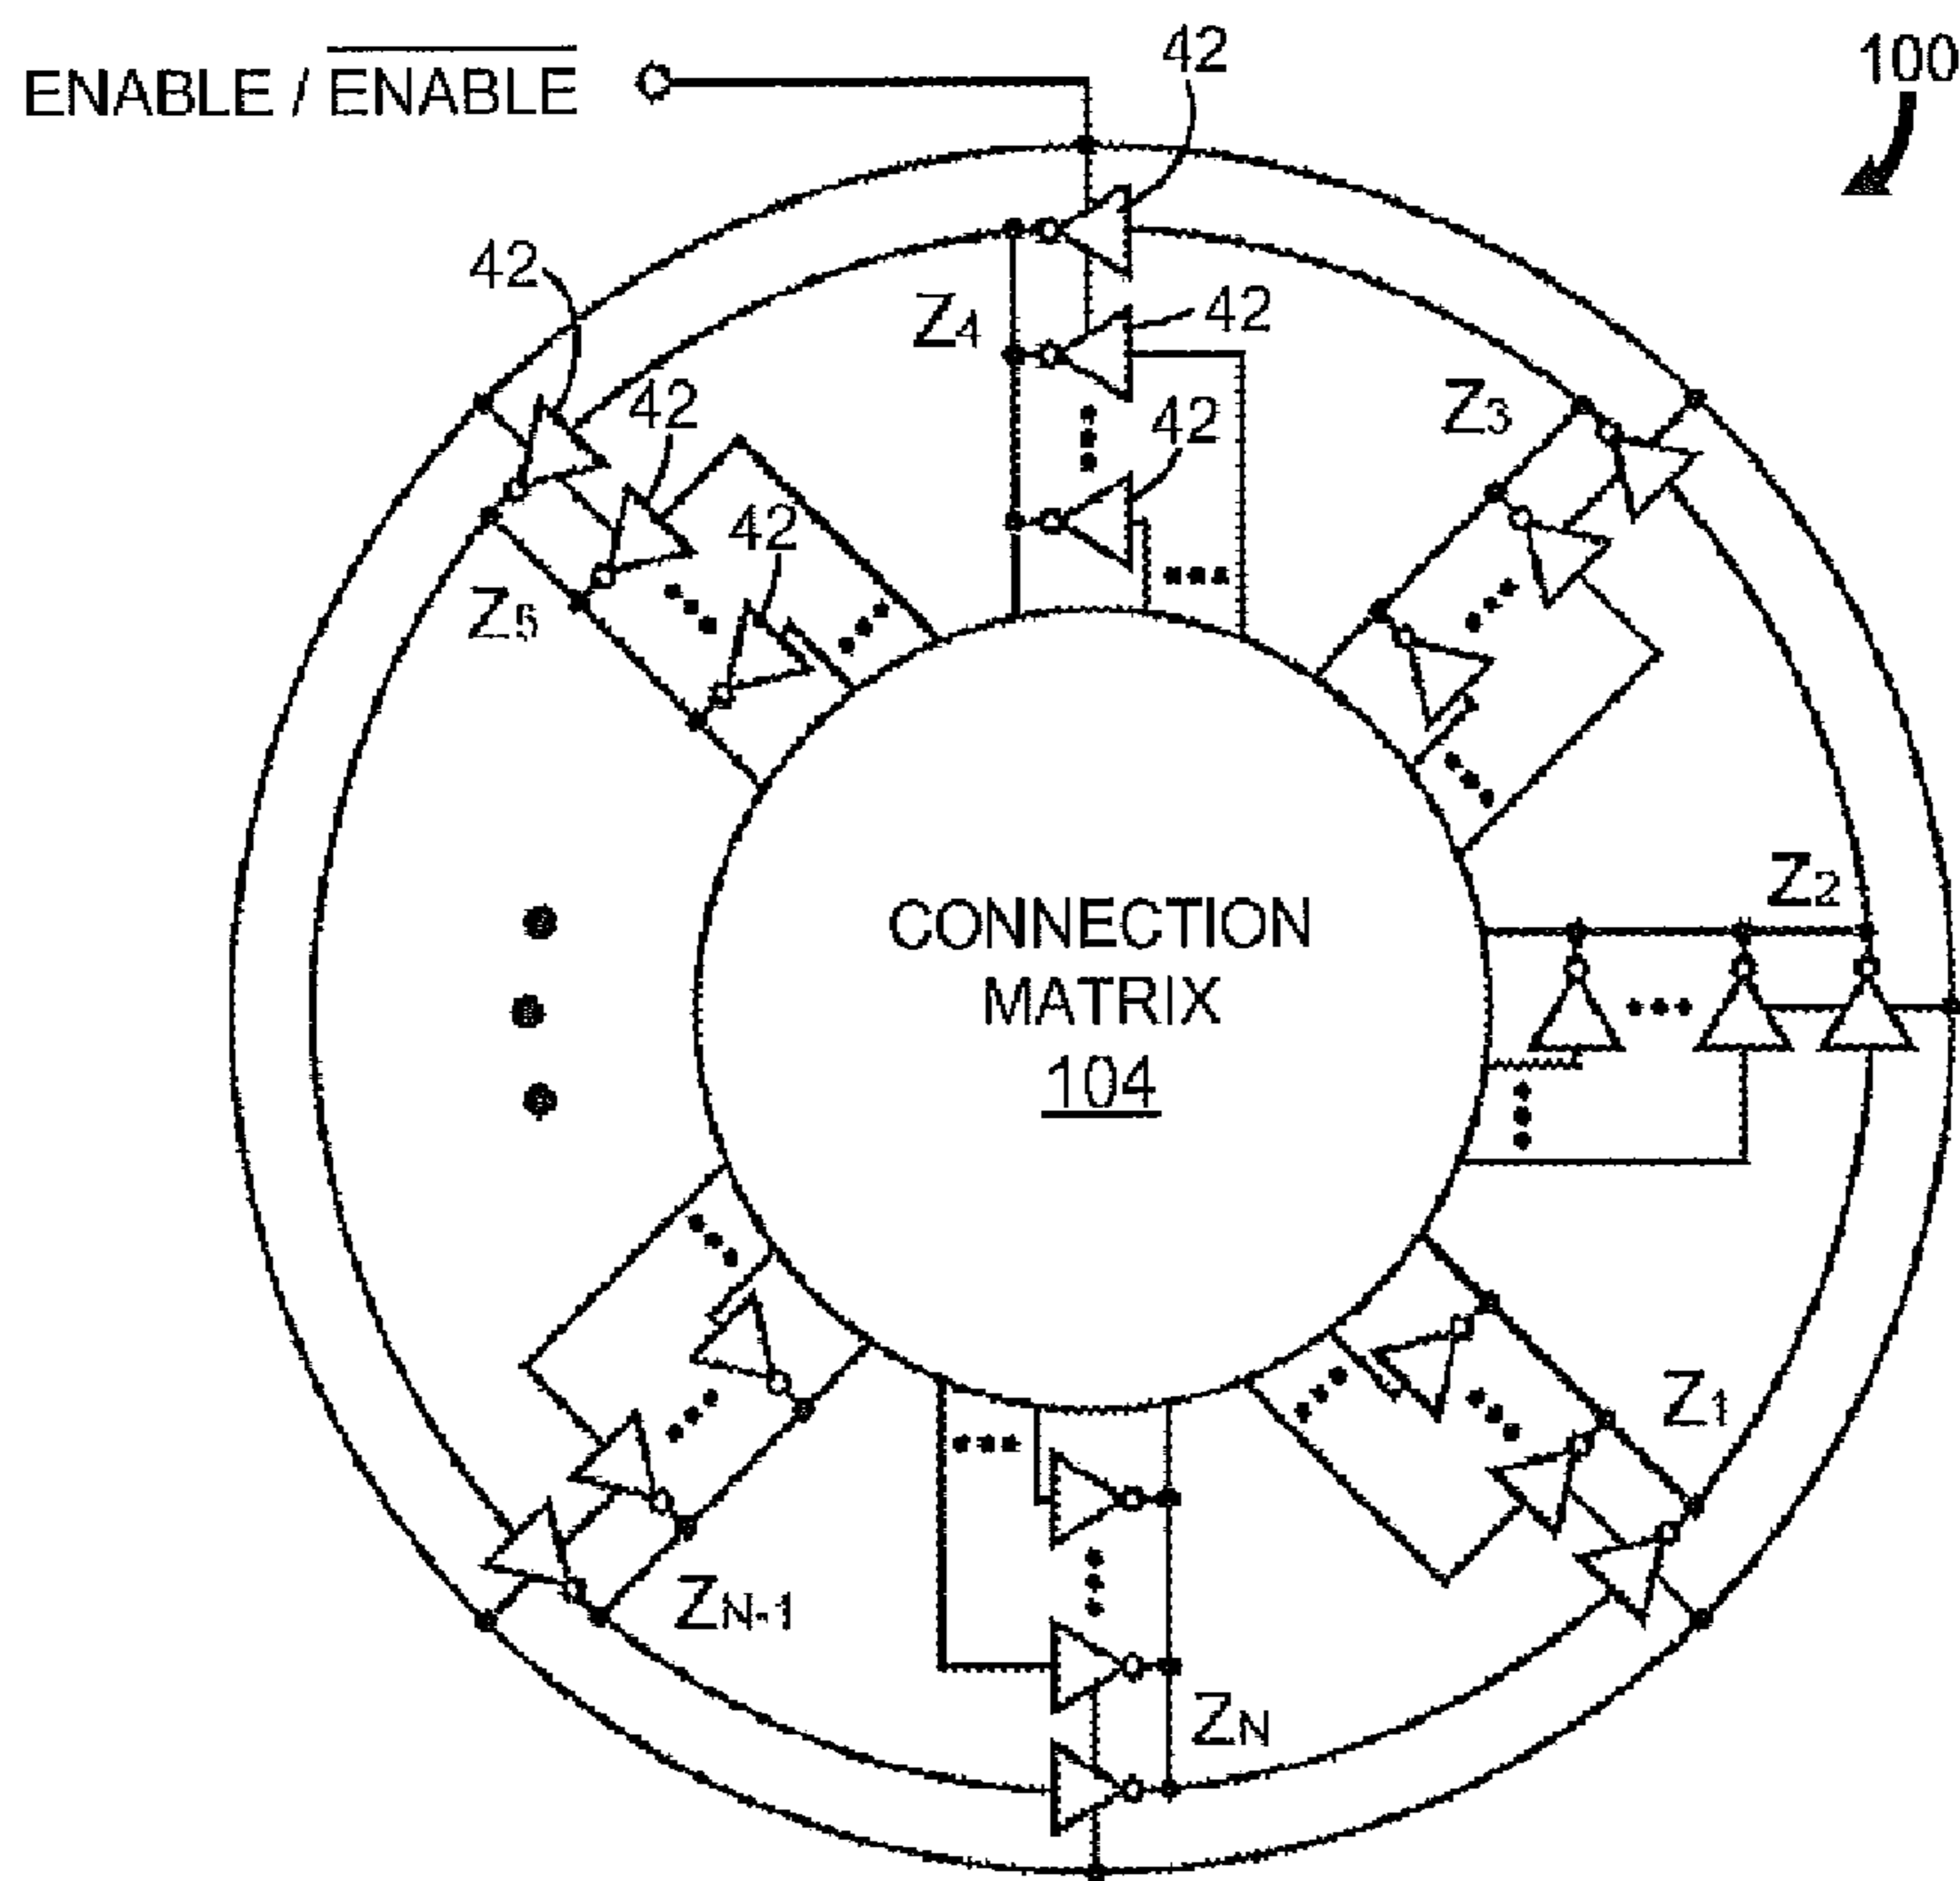 ENABLE / ENABLE
42
100
42
Z4
42
42
Z3
42
42
Z5
Z2
CONNECTION
MATRIX
104
Z1
ZN-1
ZN